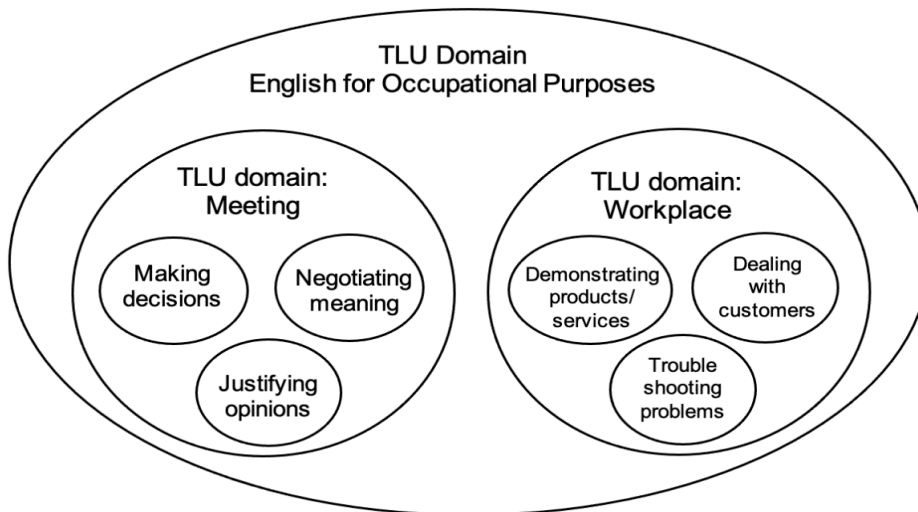 TLU Domain
English for Occupational Purposes
TLU domain:
Meeting
Making
decisions
Negotiating
meaning
Justifying
opinions
TLU domain:
Workplace
Demonstrating
products/
services
Dealing
with
customers
Trouble
shooting
problems